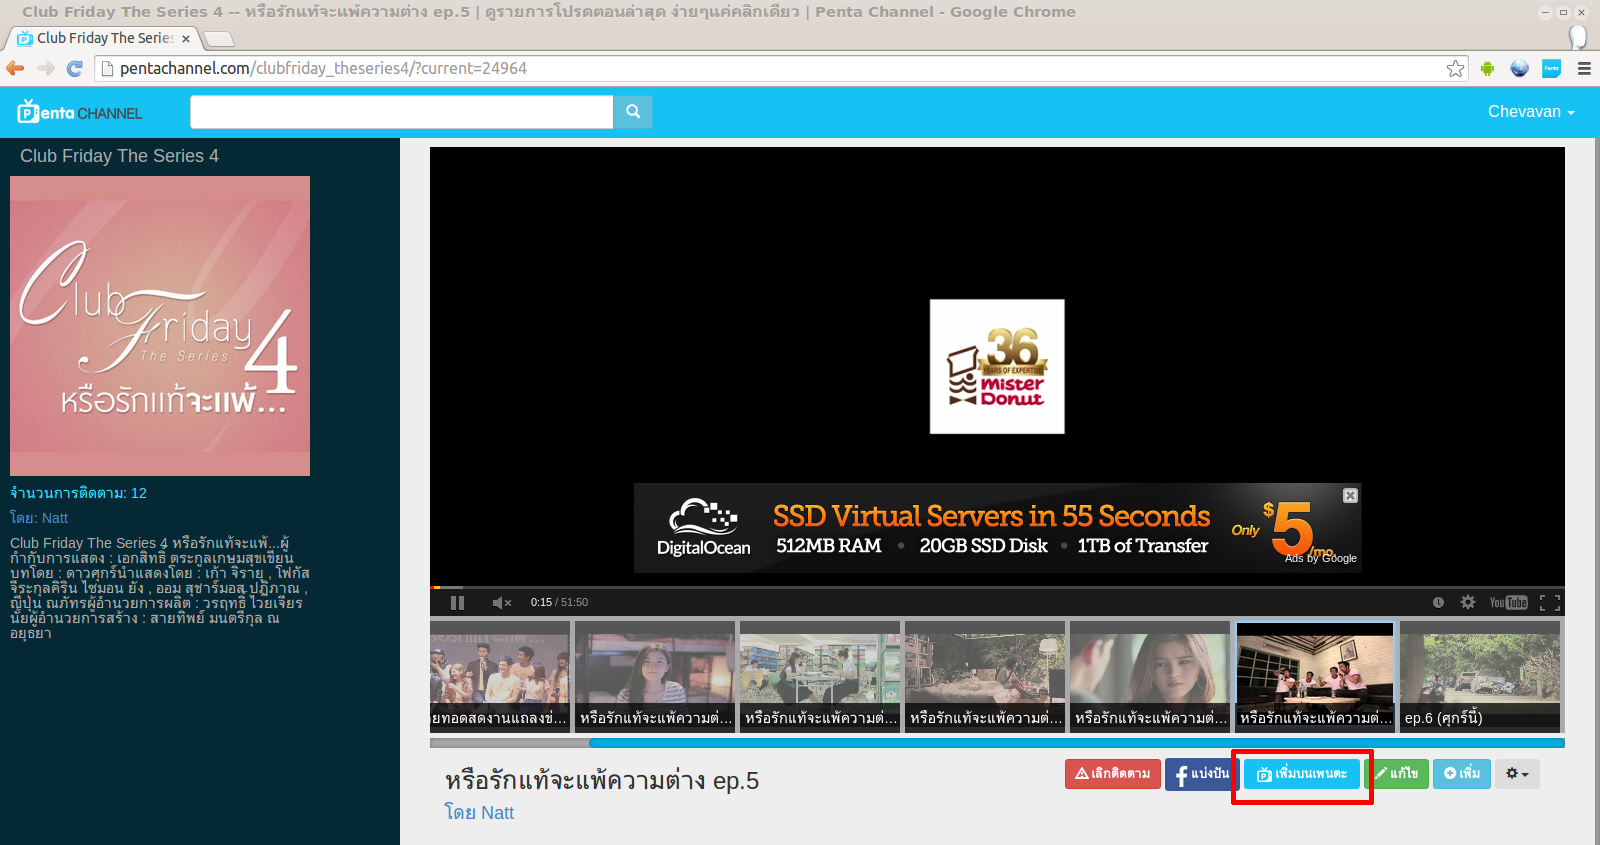 Club Friday The Series 4 -- หรือรักแท้จะแพ้ความต่าง ep.5 | ดูรายการโปรดตอนล่าสุด ง่ายๆแค่คลิกเดียว | Penta Channel - Google Chrome
Club Friday The Series
pentachannel.com/clubfriday_theseries4/?current=24964
Penta
Penta CHANNEL
Chevavan
Club Friday The Series 4
Club Friday 4
The Series
หรือรักแท้จะแพ้...
จำนวนการติดตาม: 12
โดย: Natt
Club Friday The Series 4 หรือรักแท้จะแพ้...ผู้
กำกับการแสดง : เอกสิทธิ์ ตระกูลเกษมสุขเขียน
บทโดย : ดาวศุกร์นำแสดงโดย : เก้า จิรายุ , โฟกัส
จีระกุลคิริน ไซม่อน ยัง , ออม สุชาร์มอส ปฏิภาณ ,
ญี่ปุ่น ณภัทรผู้อำนวยการผลิต : วรฤทธิ์ ไวยเจียร
นัยผู้อำนวยการสร้าง : สายทิพย์ มนตรีกุล ณ
อยุธยา
36
YEARS OF EXPERTISE
mister
Donut
DigitalOcean
SSD Virtual Servers in 55 Seconds
512MB RAM • 20GB SSD Disk • 1TB of Transfer
Only $5/mo.
Ads by Google
0:15 / 51:50
YouTube
ยทอดสดงานแถลงข่...
หรือรักแท้จะแพ้ความต่...
หรือรักแท้จะแพ้ความต่...
หรือรักแท้จะแพ้ความต่...
หรือรักแท้จะแพ้ความต่...
หรือรักแท้จะแพ้ความต่...
ep.6 (ศุกร์นี้)
หรือรักแท้จะแพ้ความต่าง ep.5
โดย Natt
เลิกติดตาม
แบ่งปัน
เพิ่มบนเพนตะ
แก้ไข
เพิ่ม